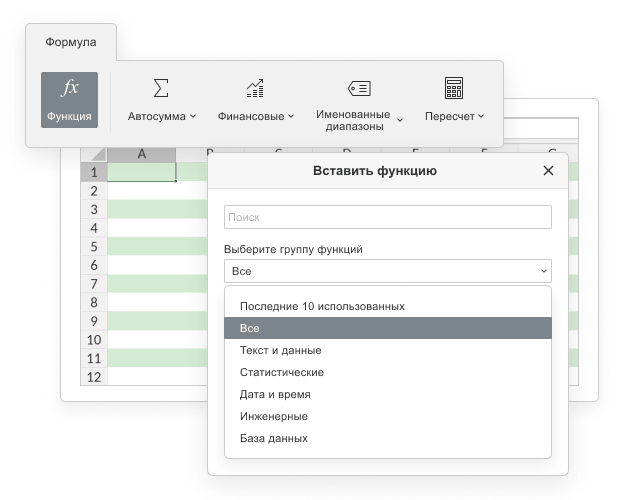 Формула
fx
Функция
Автосумма
Финансовые
Именованные
диапазоны
Пересчет
A
1
2
3
4
5
6
7
8
9
10
11
12
Вставить функцию
Поиск
Выберите группу функций
Все
Последние 10 использованных
Все
Текст и данные
Статистические
Дата и время
Инженерные
База данных